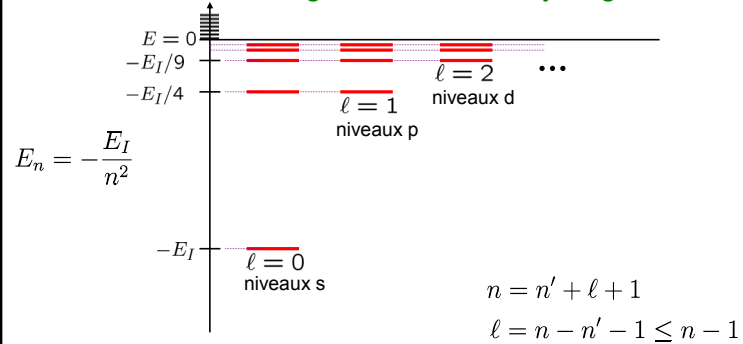 E = 0
−E_I/9
ℓ = 2
...
−E_I/4
ℓ = 1
niveaux d
niveaux p
E_n = − E_I / n²
−E_I
ℓ = 0
niveaux s
n = n′ + ℓ + 1
ℓ = n − n′ − 1 ≤ n − 1